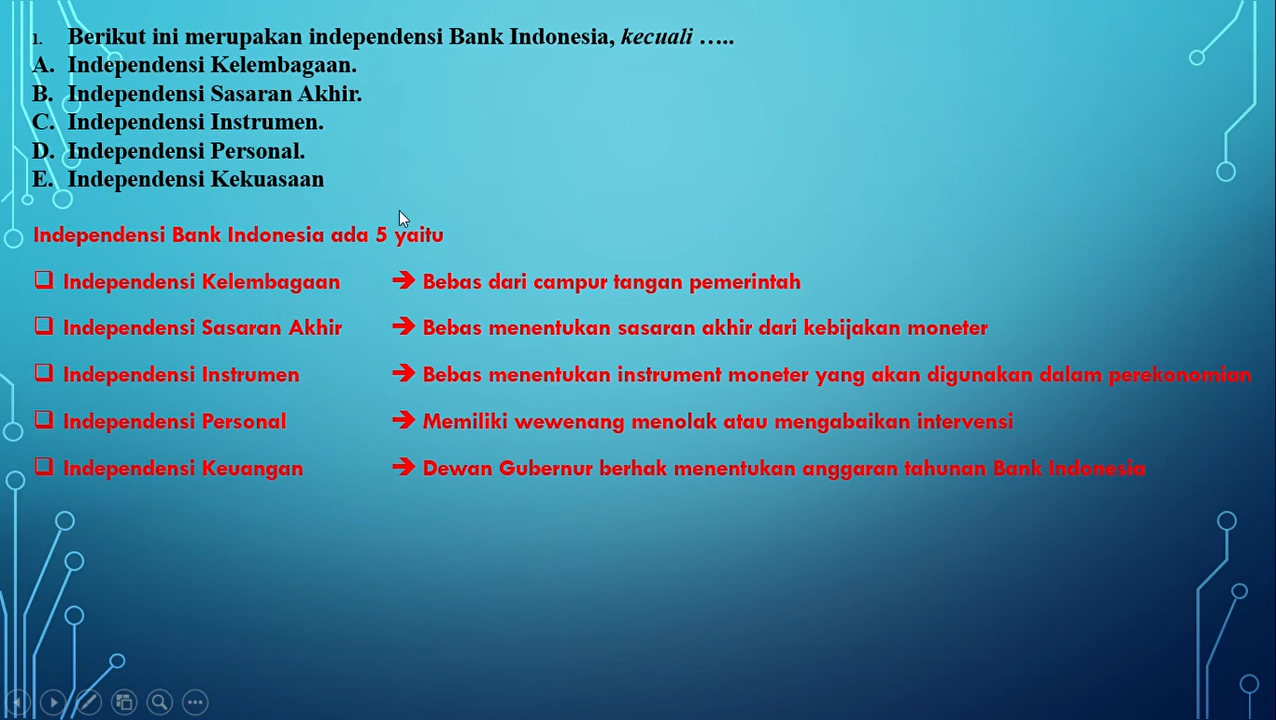 1. Berikut ini merupakan independensi Bank Indonesia, kecuali …..
A. Independensi Kelembagaan.
B. Independensi Sasaran Akhir.
C. Independensi Instrumen.
D. Independensi Personal.
E. Independensi Kekuasaan
Independensi Bank Indonesia ada 5 yaitu
❑ Independensi Kelembagaan → Bebas dari campur tangan pemerintah
❑ Independensi Sasaran Akhir → Bebas menentukan sasaran akhir dari kebijakan moneter
❑ Independensi Instrumen → Bebas menentukan instrument moneter yang akan digunakan dalam perekonomian
❑ Independensi Personal → Memiliki wewenang menolak atau mengabaikan intervensi
❑ Independensi Keuangan → Dewan Gubernur berhak menentukan anggaran tahunan Bank Indonesia